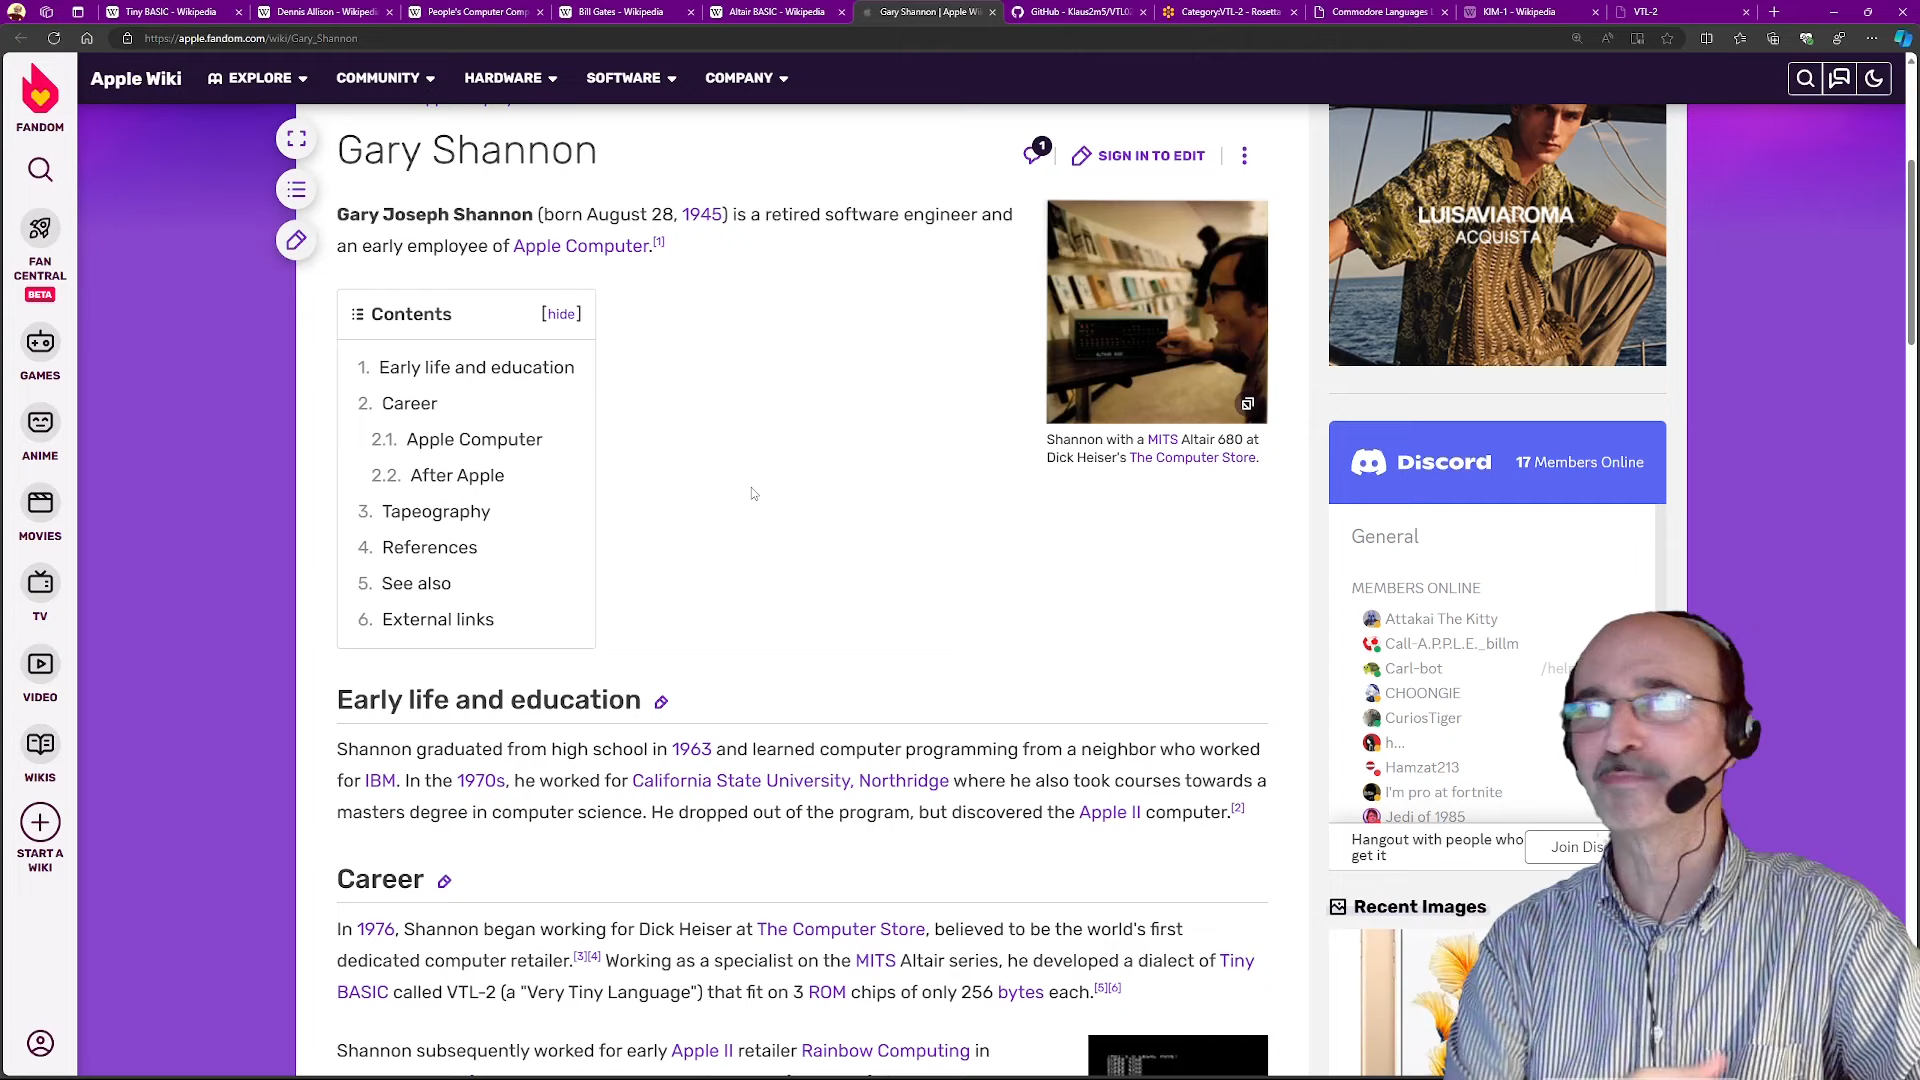 Tiny BASIC - Wikipedia
Dennis Allison - Wikipedia
People's Computer Comp
Bill Gates - Wikipedia
Altair BASIC - Wikipedia
Gary Shannon | Apple Wi
GitHub - Klaus2m5/VTL02
Category:VTL-2 - Rosetta
Commodore Languages
KIM-1 - Wikipedia
VTL-2
https://apple.fandom.com/wiki/Gary_Shannon
FANDOM
FAN
CENTRAL
BETA
GAMES
ANIME
MOVIES
TV
VIDEO
WIKIS
START A
WIKI
Apple Wiki
EXPLORE
COMMUNITY
HARDWARE
SOFTWARE
COMPANY
Gary Shannon
1
SIGN IN TO EDIT
Gary Joseph Shannon (born August 28, 1945) is a retired software engineer and
an early employee of Apple Computer.[1]
Shannon with a MITS Altair 680 at
Dick Heiser's The Computer Store.
Contents [hide]
1. Early life and education
2. Career
2.1. Apple Computer
2.2. After Apple
3. Tapeography
4. References
5. See also
6. External links
Early life and education
Shannon graduated from high school in 1963 and learned computer programming from a neighbor who worked
for IBM. In the 1970s, he worked for California State University, Northridge where he also took courses towards a
masters degree in computer science. He dropped out of the program, but discovered the Apple II computer.[2]
Career
In 1976, Shannon began working for Dick Heiser at The Computer Store, believed to be the world's first
dedicated computer retailer.[3][4] Working as a specialist on the MITS Altair series, he developed a dialect of Tiny
BASIC called VTL-2 (a "Very Tiny Language") that fit on 3 ROM chips of only 256 bytes each.[5][6]
Shannon subsequently worked for early Apple II retailer Rainbow Computing in
LUISAVIAROMA
ACQUISTA
Discord
17 Members Online
General
MEMBERS ONLINE
Attakai The Kitty
Call-A.P.P.L.E._billm
Carl-bot /help
CHOONGIE
CuriosTiger
h...
Hamzat213
I'm pro at fortnite
Jedi of 1985
Hangout with people who
get it
Join Dis
Recent Images